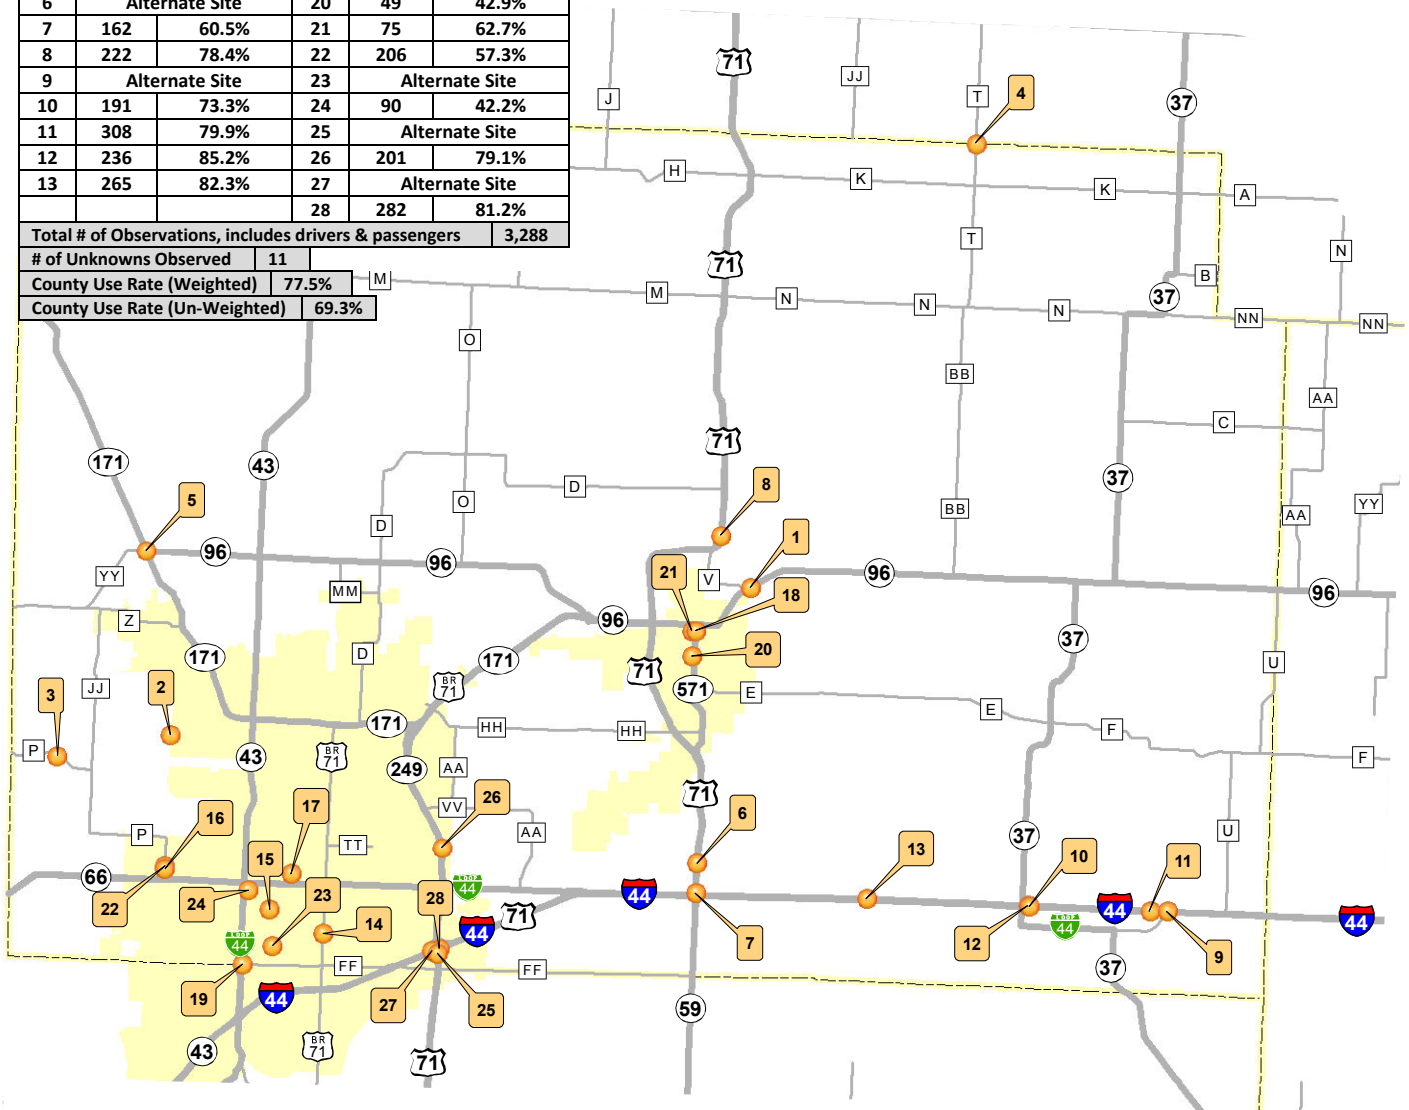 6 Alternate Site 20 49 42.9%
7 162 60.5% 21 75 62.7%
8 222 78.4% 22 206 57.3%
9 Alternate Site 23 Alternate Site
10 191 73.3% 24 90 42.2%
11 308 79.9% 25 Alternate Site
12 236 85.2% 26 201 79.1%
13 265 82.3% 27 Alternate Site
28 282 81.2%
Total # of Observations, includes drivers & passengers 3,288
# of Unknowns Observed 11
County Use Rate (Weighted) 77.5%
County Use Rate (Un-Weighted) 69.3%
71
JJ
J
T
4
37
H
K
K
A
T
N
71
B
M
M
N
N
N
37
NN
NN
O
BB
AA
C
71
171
43
37
D
O
8
5
BB
AA
YY
D
1
96
96
21
V
96
YY
MM
18
96
Z
96
37
20
171
D
171
71
U
BR
71
571
E
3
JJ
2
E
171
HH
HH
F
P
43
BR
71
249
AA
F
71
26
VV
17
6
16
P
TT
AA
37
U
15
13
10
11
66
LOOP
44
44
22
24
23
28
44
44
14
71
LOOP
44
44
LOOP
44
12
7
9
FF
FF
37
19
44
27
25
59
43
BR
71
71